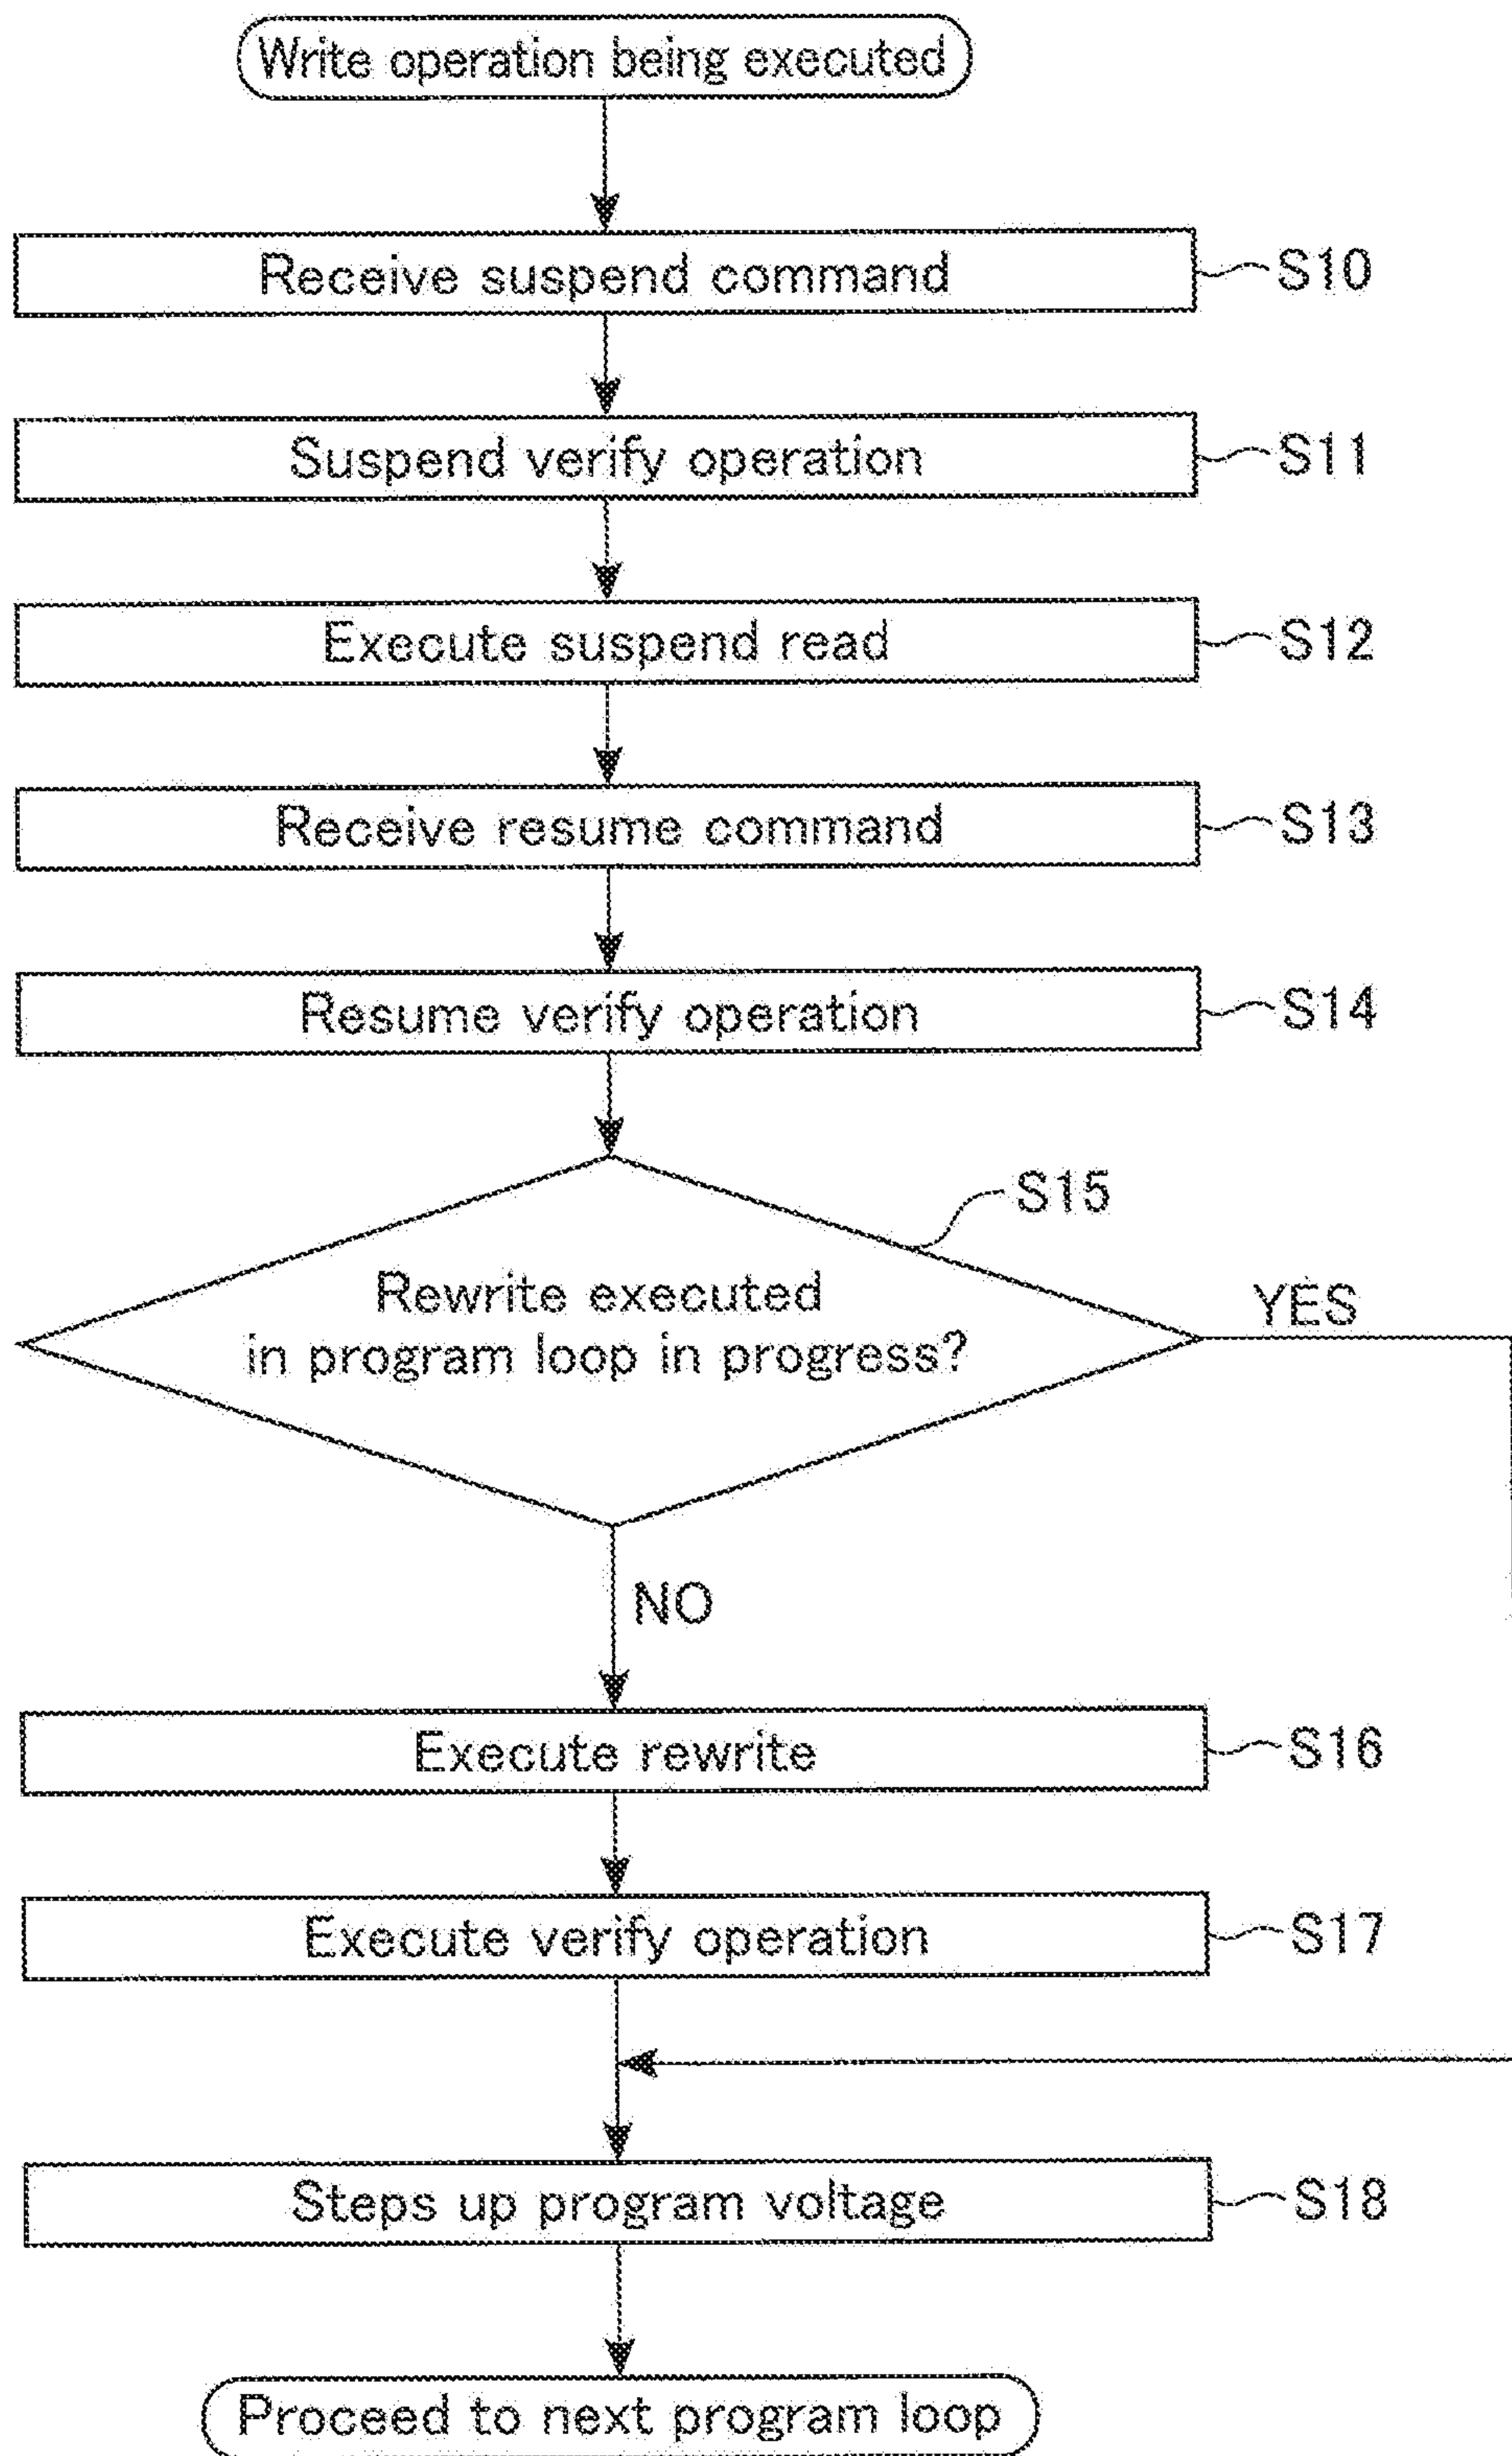 Write operation being executed
Receive suspend command
S10
Suspend verify operation
S11
Execute suspend read
S12
Receive resume command
S13
Resume verify operation
S14
S15
Rewrite executed
in program loop in progress?
YES
NO
Execute rewrite
S16
Execute verify operation
S17
Steps up program voltage
S18
Proceed to next program loop